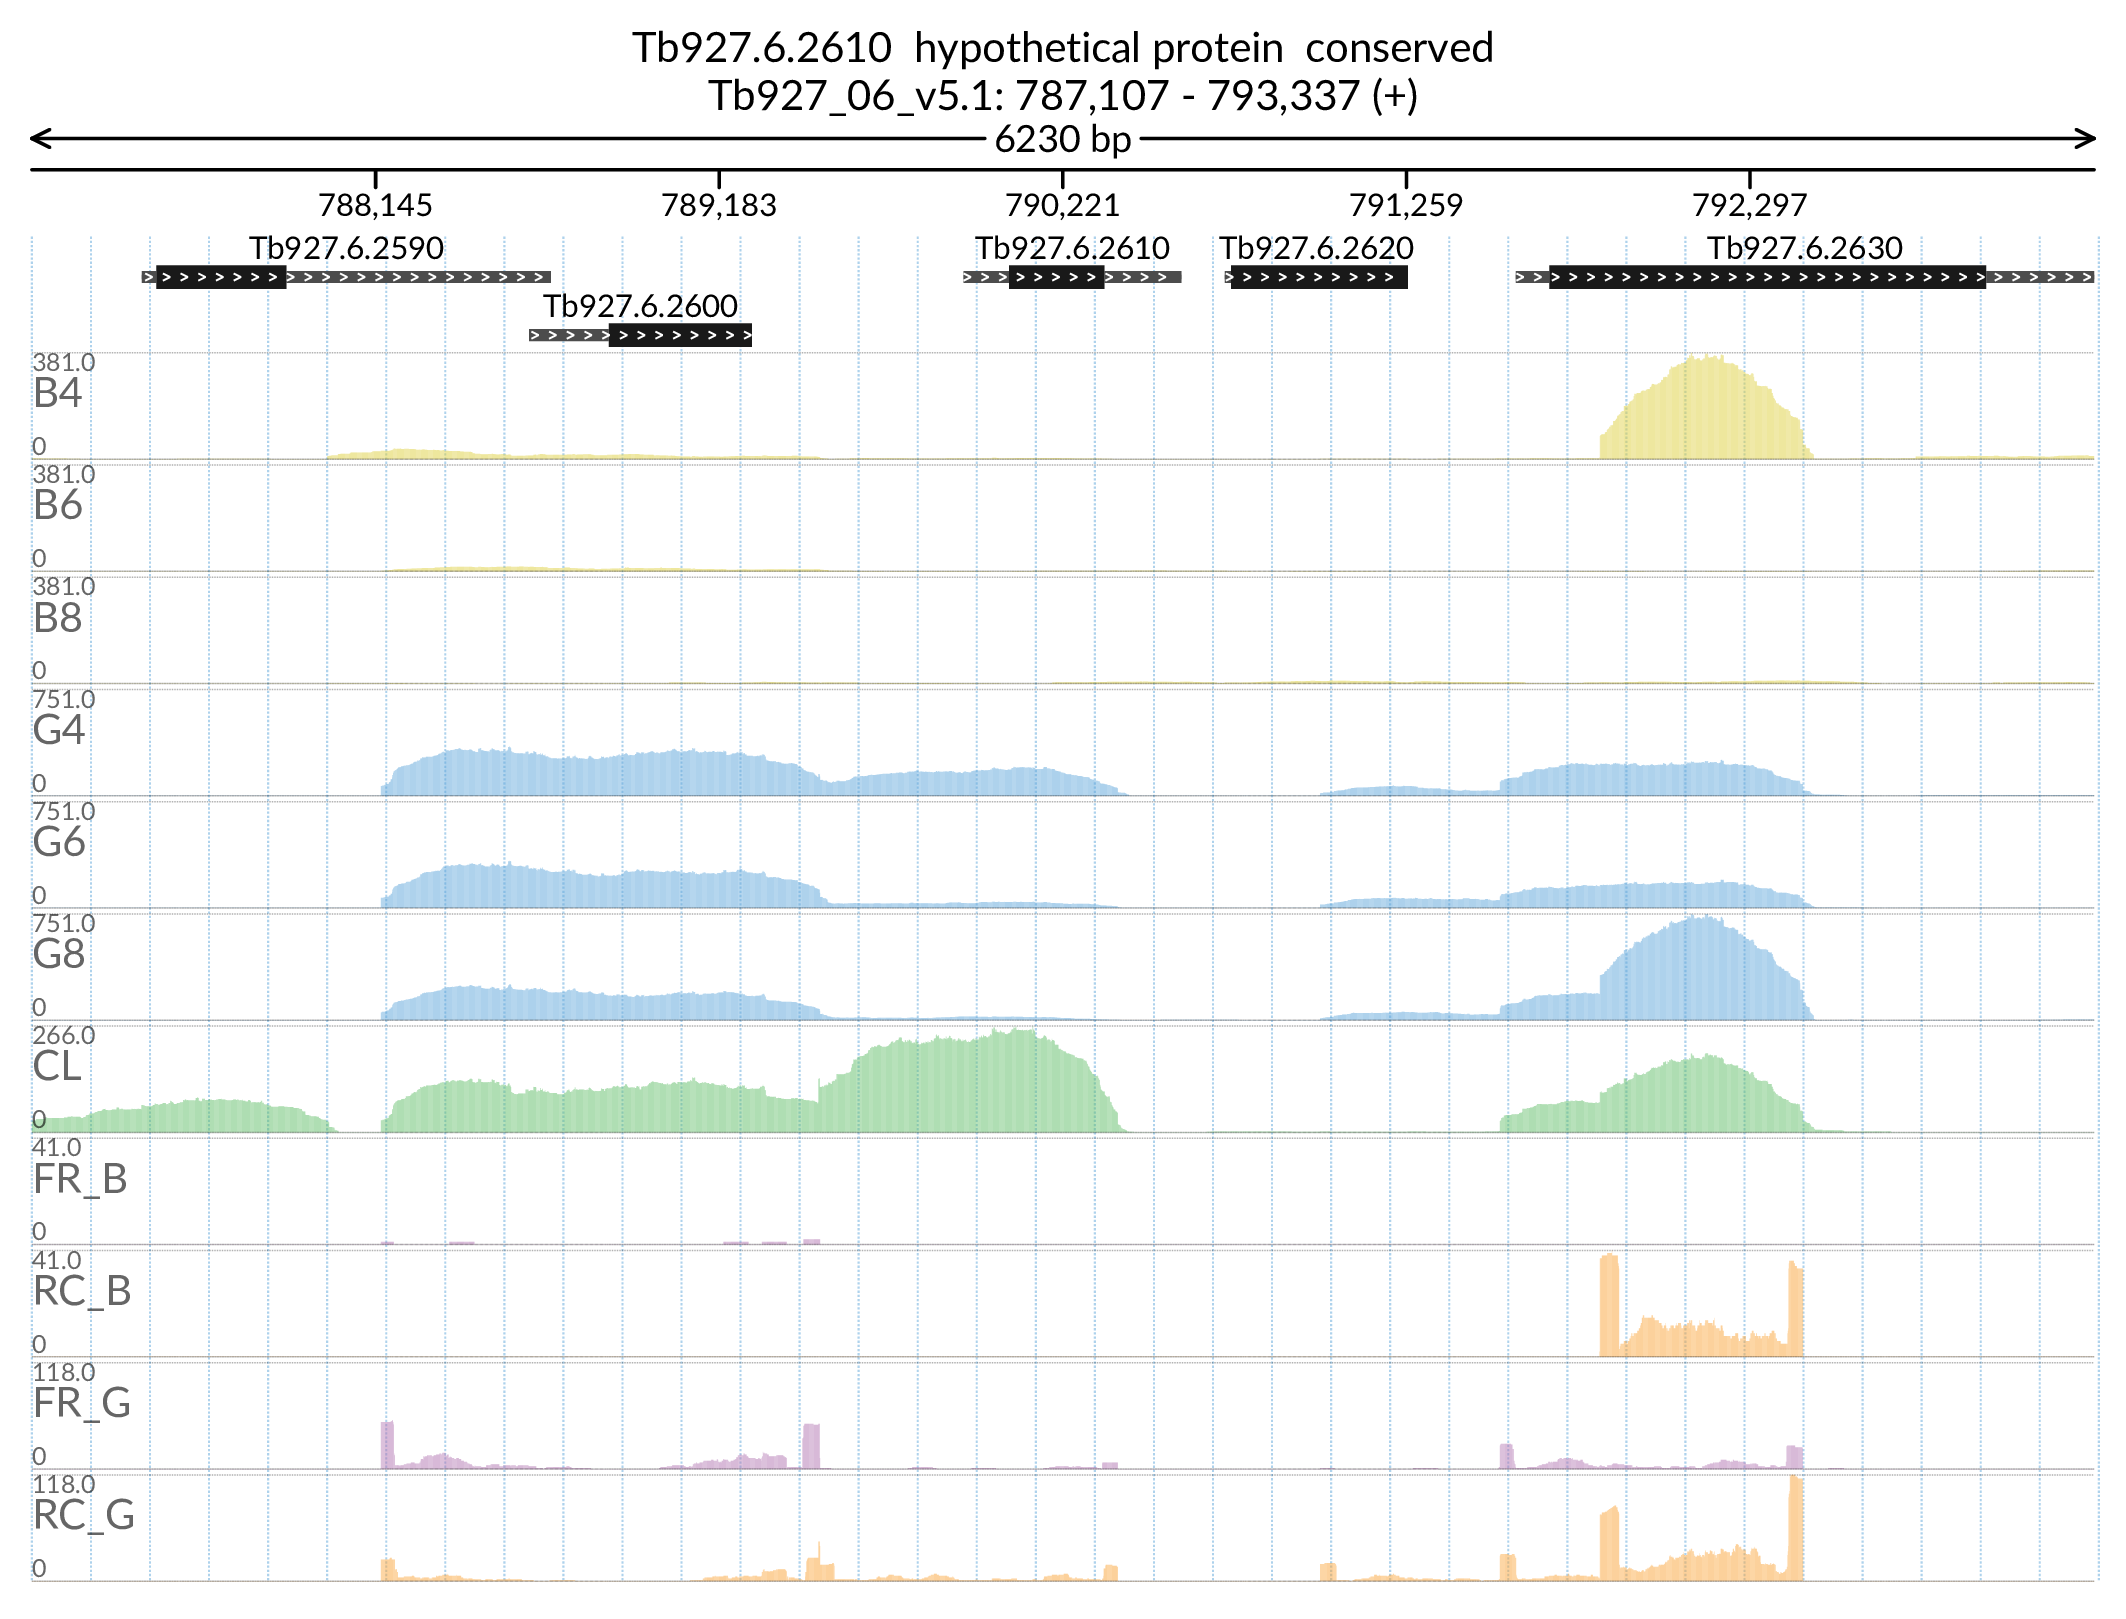 Tb927.6.2610  hypothetical protein  conserved
Tb927_06_v5.1: 787,107 - 793,337 (+)
6230 bp
788,145 789,183 790,221 791,259 792,297
Tb927.6.2590 Tb927.6.2610 Tb927.6.2620 Tb927.6.2630
Tb927.6.2600
381.0
B4
0
381.0
B6
0
381.0
B8
0
751.0
G4
0
751.0
G6
0
751.0
G8
0
266.0
CL
0
41.0
FR_B
0
41.0
RC_B
0
118.0
FR_G
0
118.0
RC_G
0